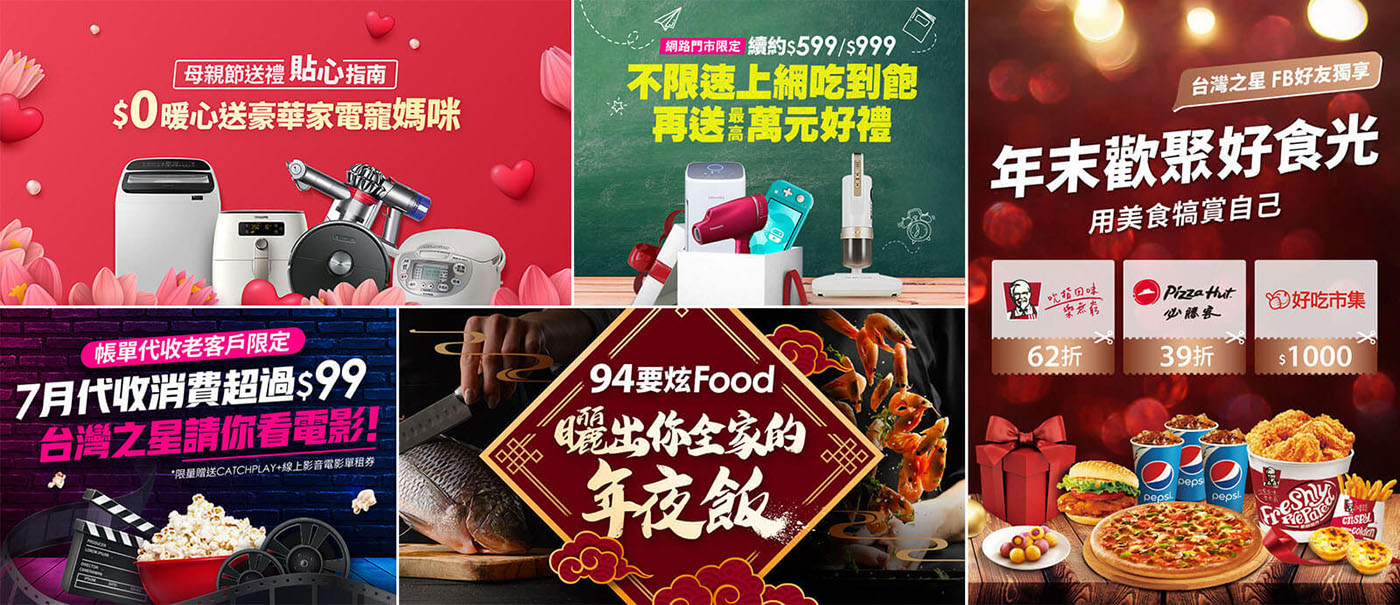 母親節送禮 貼心指南
$0暖心送豪華家電寵媽咪
網路門市限定 續約$599/$999
不限速上網吃到飽
再送最高萬元好禮
台灣之星 FB好友獨享
年末歡聚好食光
用美食犒賞自己
吮指回味
樂無窮
Pizza Hut
必勝客
好吃市集
62折
39折
$1000
pepsi
pepsi
pepsi
Freshly
Prepared
帳單代收老客戶限定
7月代收消費超過$99
台灣之星請你看電影!
*限量贈送CATCHPLAY+線上影音電影單租券
PRODUCER
DIRECTOR
CAMERAMAN
94要炫Food
曬出你全家的
年夜飯